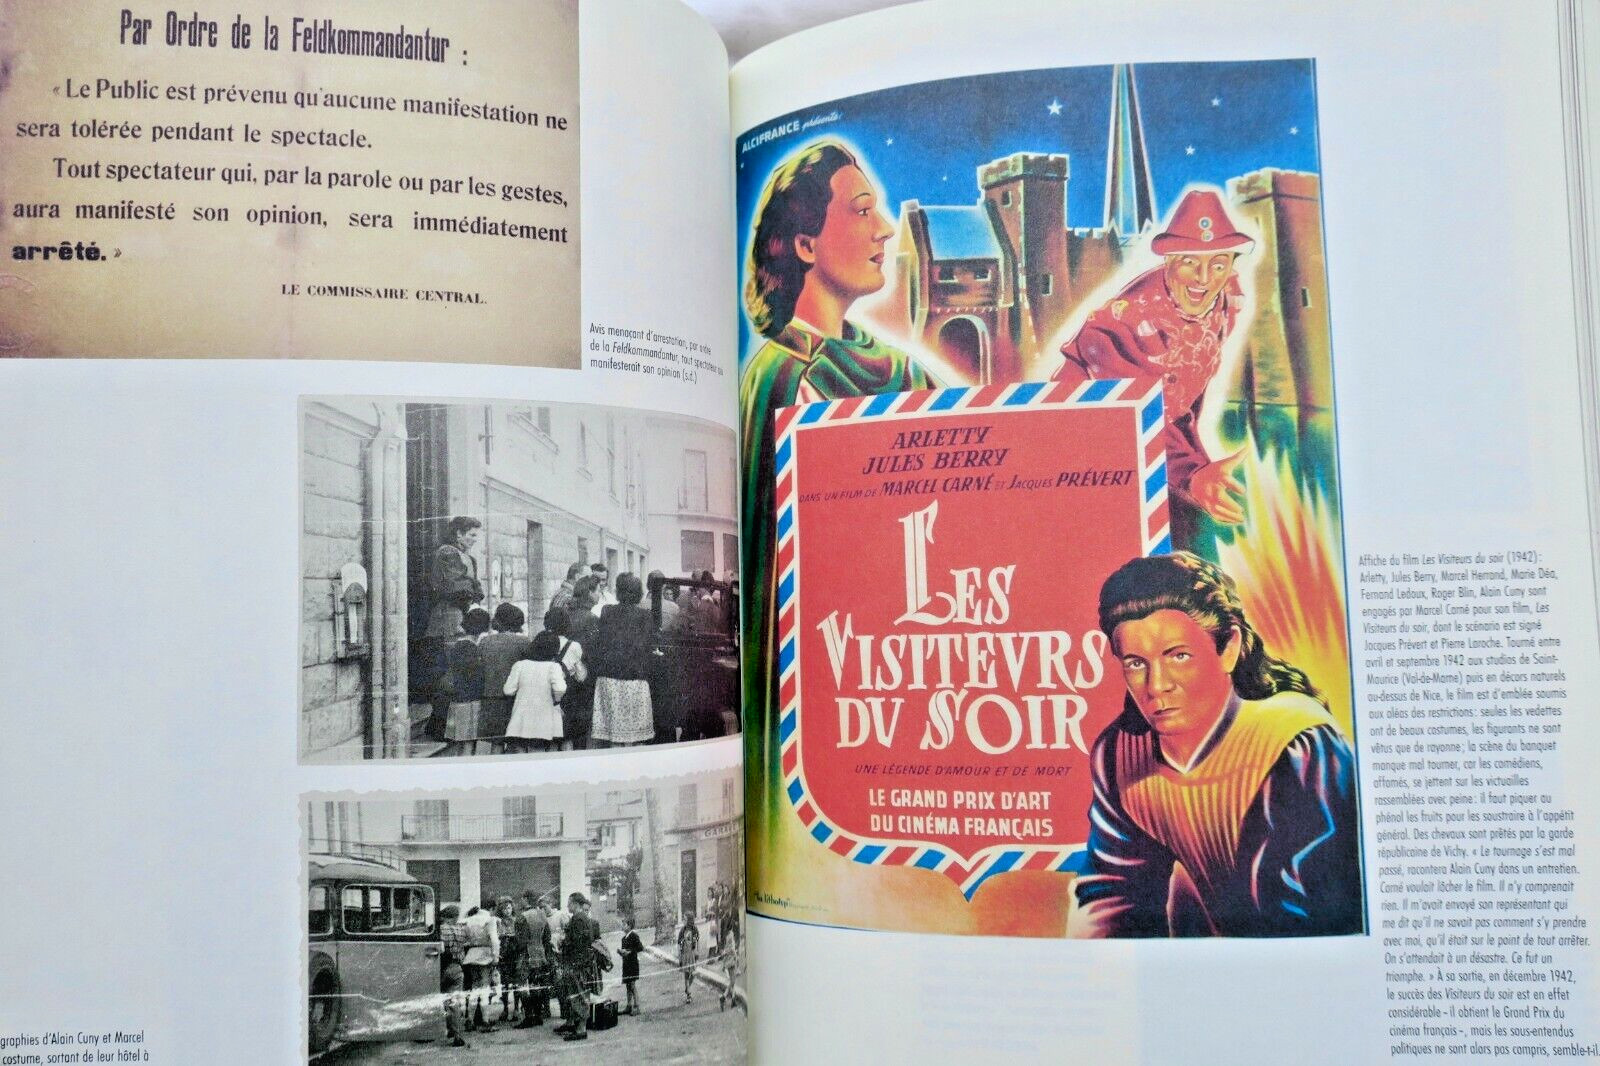 Par Ordre de la Feldkommandantur :
« Le Public est prévenu qu'aucune manifestation ne
sera tolérée pendant le spectacle.
Tout spectateur qui, par la parole ou par les gestes,
aura manifesté son opinion, sera immédiatement
arrêté. »
LE COMMISSAIRE CENTRAL.
Avis menaçant d'arrestation, par ordre
de la Feldkommandantur, tout spectateur qui
manifesterait son opinion (s.d.)
GARAGE
graphies d'Alain Cuny et Marcel
costume, sortant de leur hôtel à
ALCIFRANCE présente:
ARLETTY
JULES BERRY
DANS UN FILM DE MARCEL CARNÉ ET JACQUES PRÉVERT
LES
VISITEVRS
DV SOIR
UNE LÉGENDE D'AMOUR ET DE MORT
LE GRAND PRIX D'ART
DU CINÉMA FRANÇAIS
"La lithotyp"
Affiche du film Les Visiteurs du soir (1942) :
Arletty, Jules Berry, Marcel Herrand, Marie Déa,
Fernand Ledoux, Roger Blin, Alain Cuny sont
engagés par Marcel Carné pour son film, Les
Visiteurs du soir, dont le scénario est signé
Jacques Prévert et Pierre Laroche. Tourné entre
avril et septembre 1942 aux studios de Saint-
Maurice (Val-de-Marne) puis en décors naturels
au-dessus de Nice, le film est d'emblée soumis
aux aléas des restrictions : seules les vedettes
ont de beaux costumes, les figurants ne sont
vêtus que de rayonne ; la scène du banquet
manque mal tourner, car les comédiens,
affamés, se jettent sur les victuailles
rassemblées avec peine : il faut piquer au
phénol les fruits pour les soustraire à l'appétit
général. Des chevaux sont prêtés par la garde
républicaine de Vichy. « Le tournage s'est mal
passé, racontera Alain Cuny dans un entretien.
Carné voulait lâcher le film. Il n'y comprenait
rien. Il m'avait envoyé son représentant qui
me dit qu'il ne savait pas comment s'y prendre
avec moi, qu'il était sur le point de tout arrêter.
On s'attendait à un désastre. Ce fut un
triomphe. » À sa sortie, en décembre 1942,
le succès des Visiteurs du soir est en effet
considérable – il obtient le Grand Prix du
cinéma français –, mais les sous-entendus
politiques ne sont alors pas compris, semble-t-il.